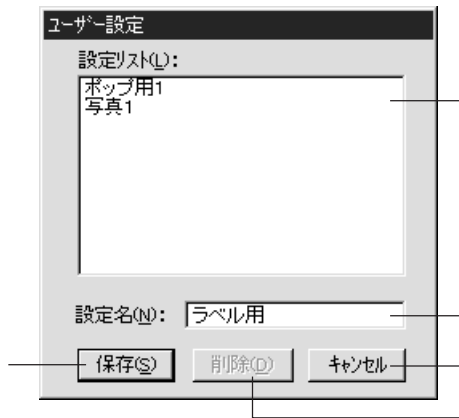 ユーザー設定
設定リスト(L):
ポップ用1
写真1
設定名(N): ラベル用
保存(S) 削除(D) キャンセル